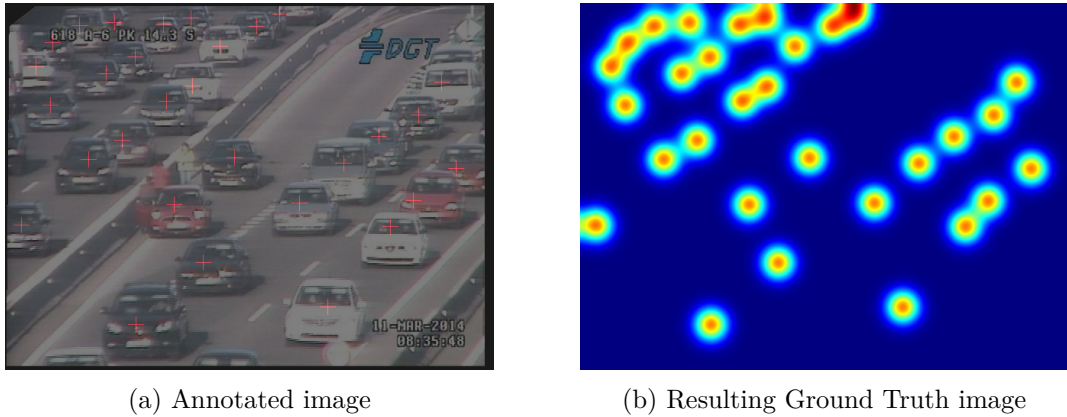 618 A-6 PK 14.3 S
DGT
11-MAR-2014
08:35:48
(a) Annotated image
(b) Resulting Ground Truth image